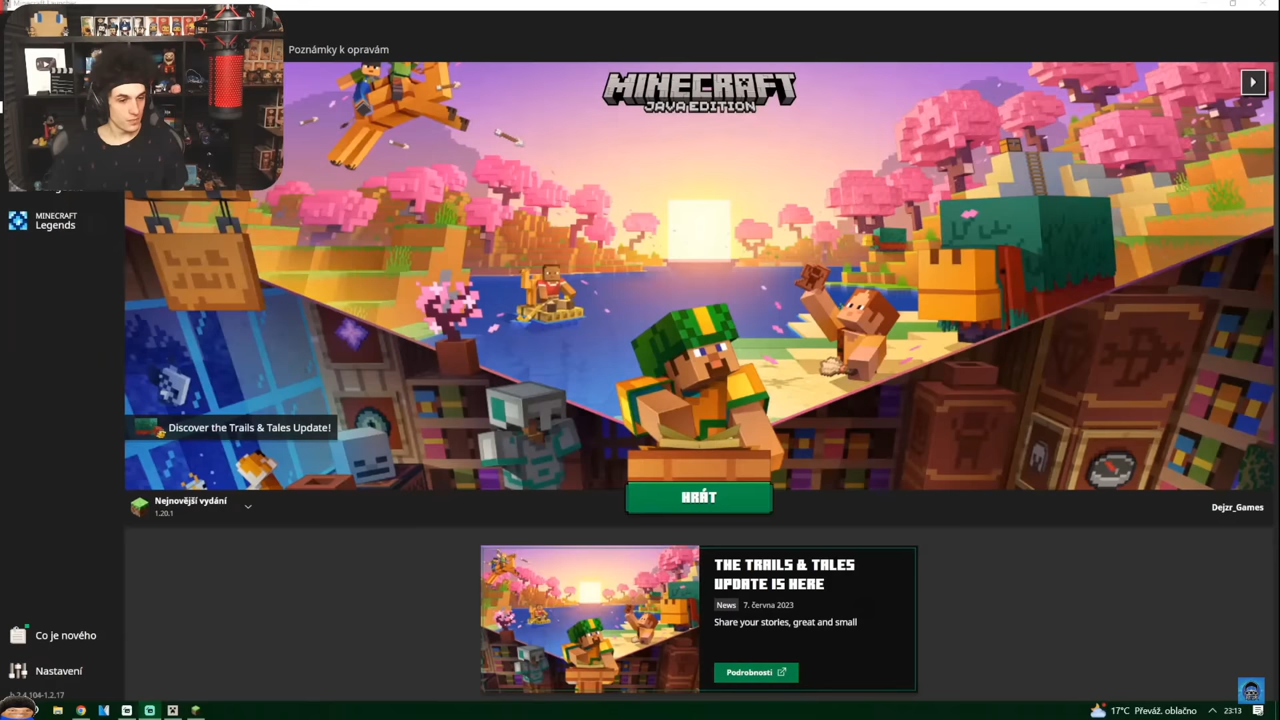 Minecraft Launcher
Poznámky k opravám
MINECRAFT
JAVA EDITION
MINECRAFT
Legends
Discover the Trails & Tales Update!
Nejnovější vydání
1.20.1
HRÁT
Dejzr_Games
THE TRAILS & TALES
UPDATE IS HERE
News 7. června 2023
Share your stories, great and small
Podrobnosti
Co je nového
Nastavení
17°C Převáž. oblačno
23:13